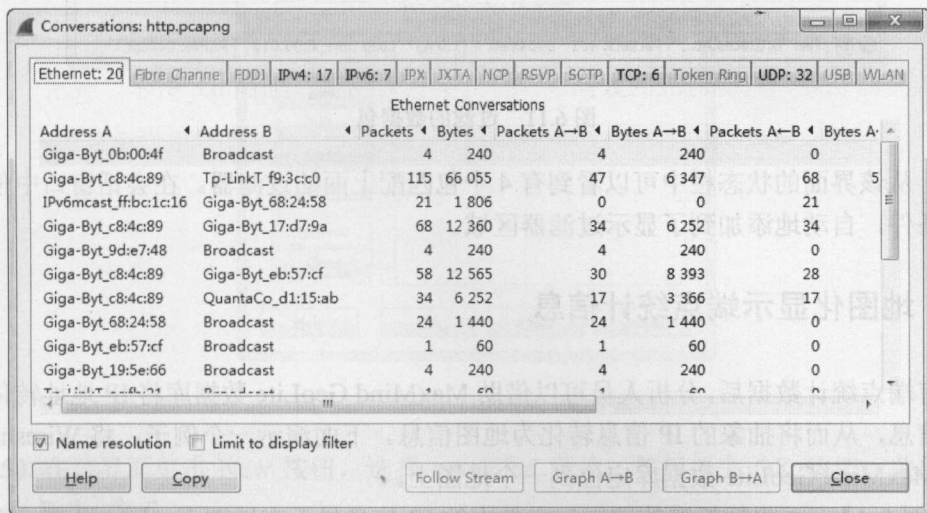 Conversations: http.pcapng
Ethernet: 20 Fibre Channe FDDI IPv4: 17 IPv6: 7 IPX JXTA NCP RSVP SCTP TCP: 6 Token Ring UDP: 32 USB WLAN
Ethernet Conversations
Address A Address B Packets Bytes Packets A→B Bytes A→B Packets A←B Bytes A
Giga-Byt_0b:00:4f Broadcast 4 240 4 240 0
Giga-Byt_c8:4c:89 Tp-LinkT_f9:3c:c0 115 66 055 47 6 347 68 5
IPv6mcast_ff:bc:1c:16 Giga-Byt_68:24:58 21 1 806 0 0 21
Giga-Byt_c8:4c:89 Giga-Byt_17:d7:9a 68 12 360 34 6 252 34
Giga-Byt_9d:e7:48 Broadcast 4 240 4 240 0
Giga-Byt_c8:4c:89 Giga-Byt_eb:57:cf 58 12 565 30 8 393 28
Giga-Byt_c8:4c:89 QuantaCo_d1:15:ab 34 6 252 17 3 366 17
Giga-Byt_68:24:58 Broadcast 24 1 440 24 1 440 0
Giga-Byt_eb:57:cf Broadcast 1 60 1 60 0
Giga-Byt_19:5e:66 Broadcast 4 240 4 240 0
Name resolution Limit to display filter
Help Copy Follow Stream Graph A→B Graph B→A Close